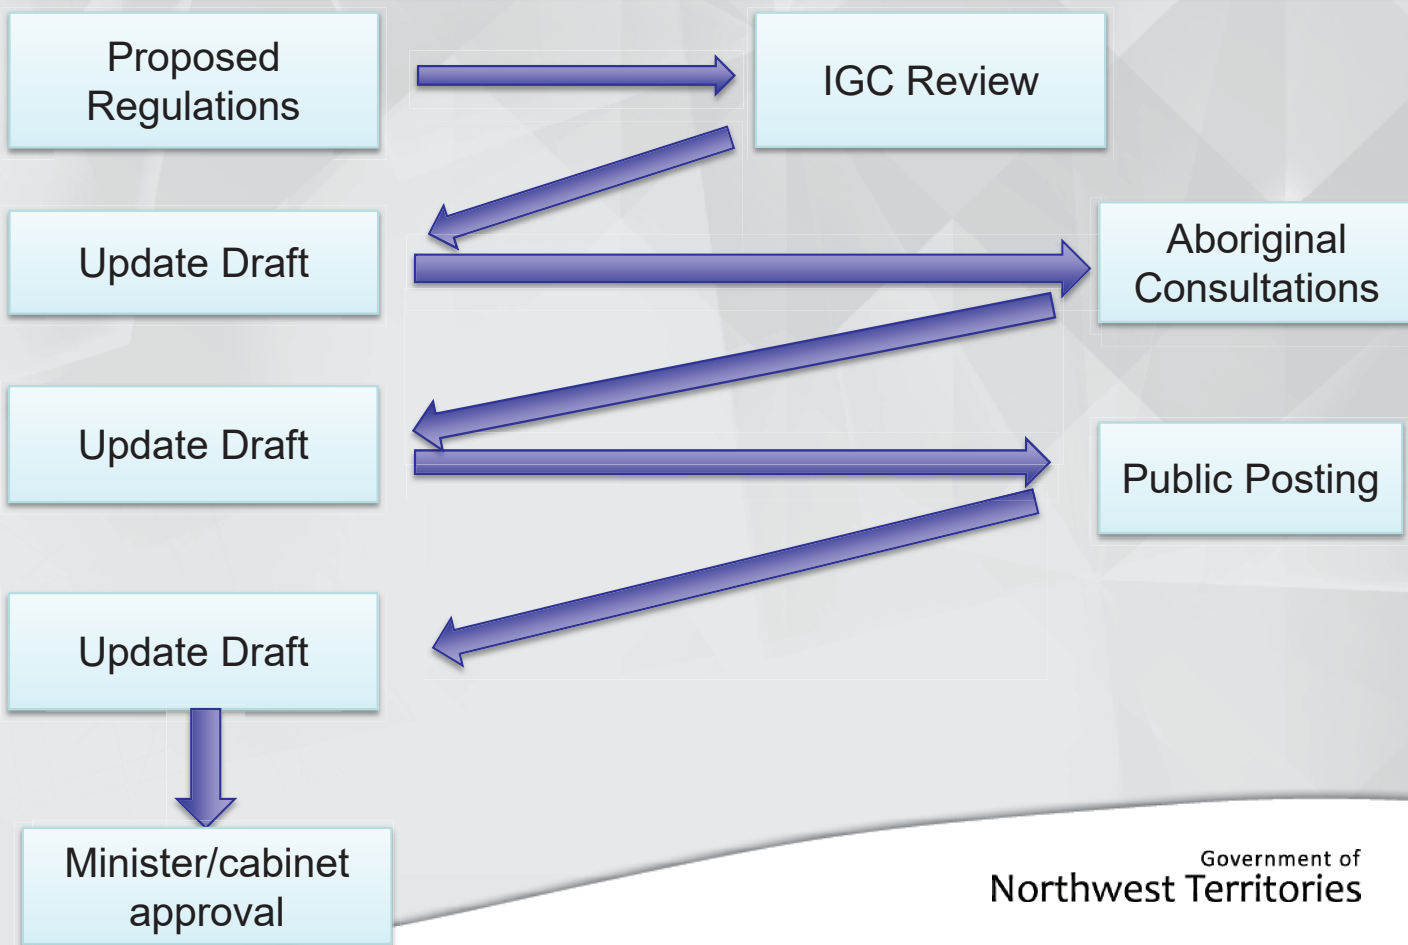 Proposed
Regulations
IGC Review
Update Draft
Aboriginal
Consultations
Update Draft
Public Posting
Update Draft
Minister/cabinet
approval
Government of
Northwest Territories